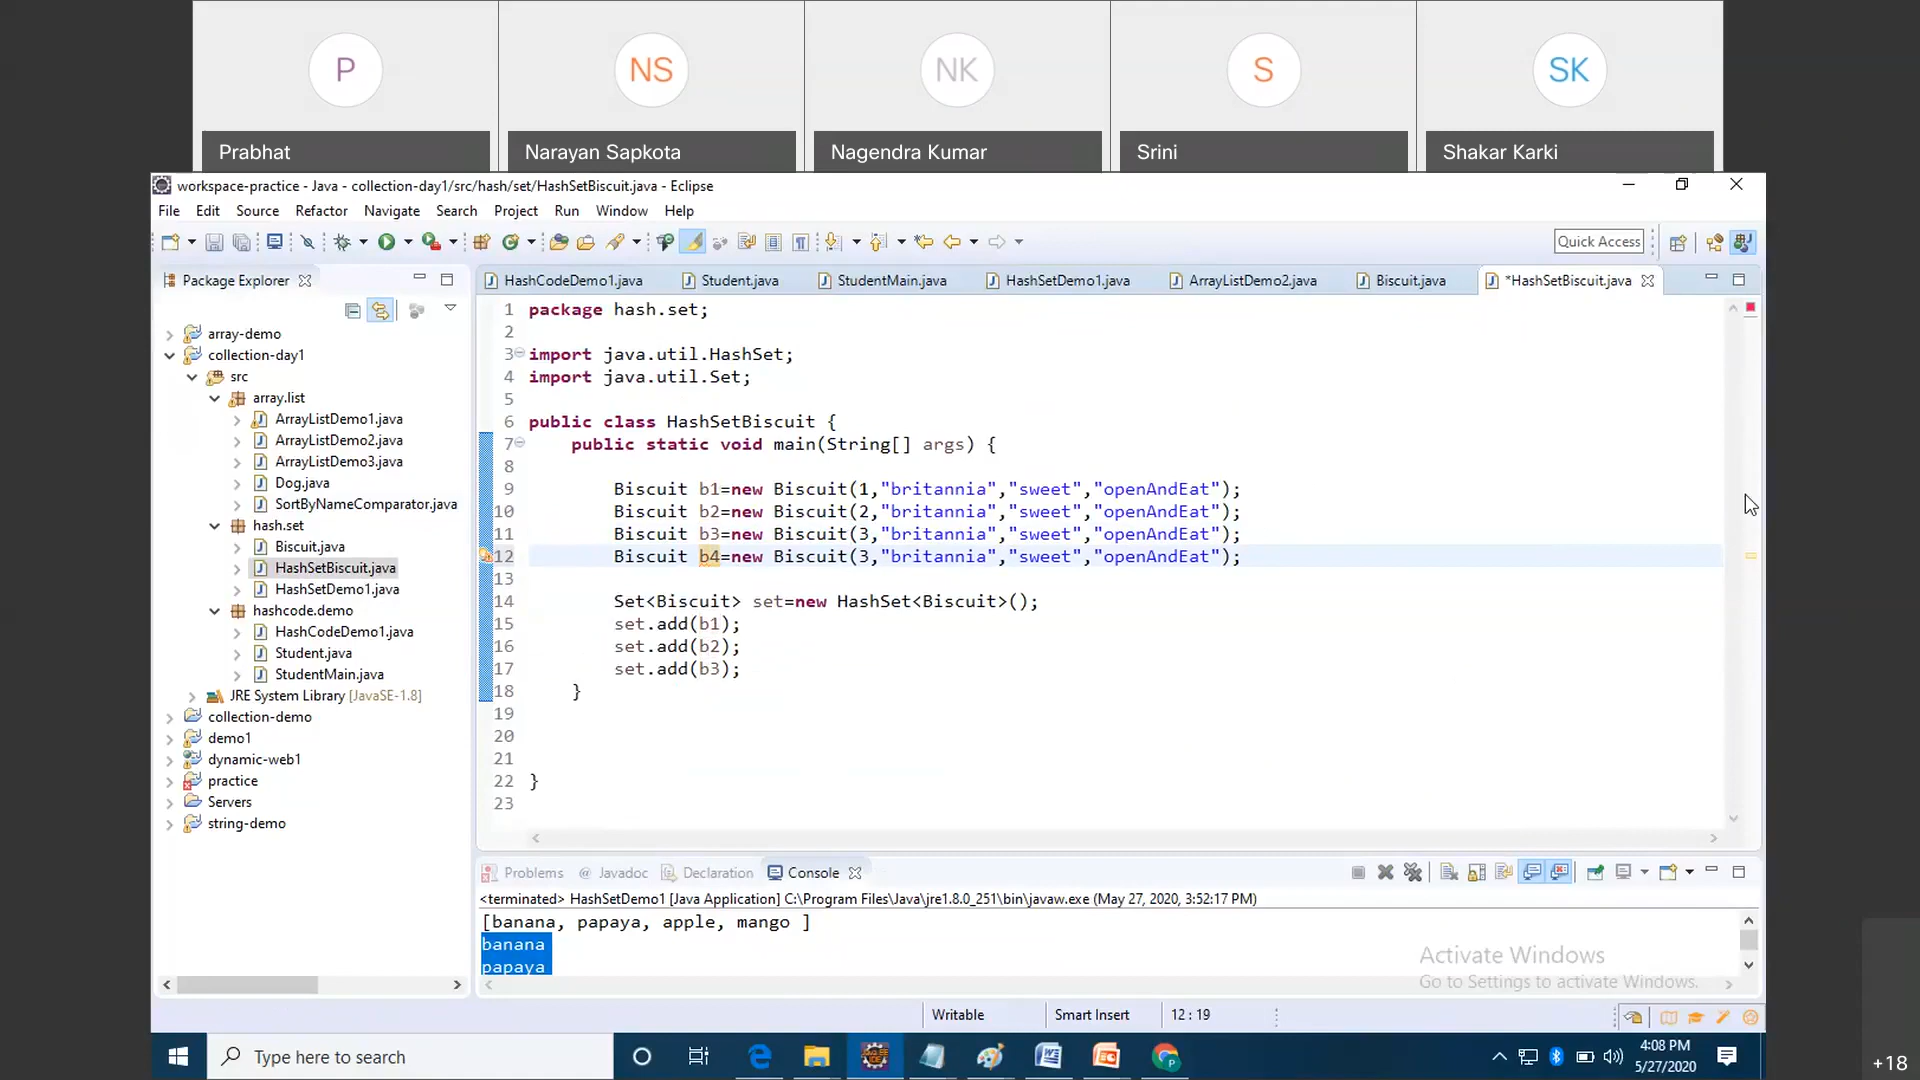 P
NS
NK
S
SK
Prabhat
Narayan Sapkota
Nagendra Kumar
Srini
Shakar Karki
workspace-practice - Java - collection-day1/src/hash/set/HashSetBiscuit.java - Eclipse
File Edit Source Refactor Navigate Search Project Run Window Help
Quick Access
Package Explorer
HashCodeDemo1.java
Student.java
StudentMain.java
HashSetDemo1.java
ArrayListDemo2.java
Biscuit.java
*HashSetBiscuit.java
array-demo
collection-day1
src
array.list
ArrayListDemo1.java
ArrayListDemo2.java
ArrayListDemo3.java
Dog.java
SortByNameComparator.java
hash.set
Biscuit.java
HashSetBiscuit.java
HashSetDemo1.java
hashcode.demo
HashCodeDemo1.java
Student.java
StudentMain.java
JRE System Library [JavaSE-1.8]
collection-demo
demo1
dynamic-web1
practice
Servers
string-demo
1 package hash.set;
2
3 import java.util.HashSet;
4 import java.util.Set;
5
6 public class HashSetBiscuit {
7 public static void main(String[] args) {
8
9 Biscuit b1=new Biscuit(1,"britannia","sweet","openAndEat");
10 Biscuit b2=new Biscuit(2,"britannia","sweet","openAndEat");
11 Biscuit b3=new Biscuit(3,"britannia","sweet","openAndEat");
12 Biscuit b4=new Biscuit(3,"britannia","sweet","openAndEat");
13
14 Set<Biscuit> set=new HashSet<Biscuit>();
15 set.add(b1);
16 set.add(b2);
17 set.add(b3);
18 }
19
20
21
22 }
23
Problems @ Javadoc Declaration Console
<terminated> HashSetDemo1 [Java Application] C:\Program Files\Java\jre1.8.0_251\bin\javaw.exe (May 27, 2020, 3:52:17 PM)
[banana, papaya, apple, mango ]
banana
papaya
Activate Windows
Go to Settings to activate Windows.
Writable
Smart Insert
12 : 19
Type here to search
4:08 PM
5/27/2020
+18